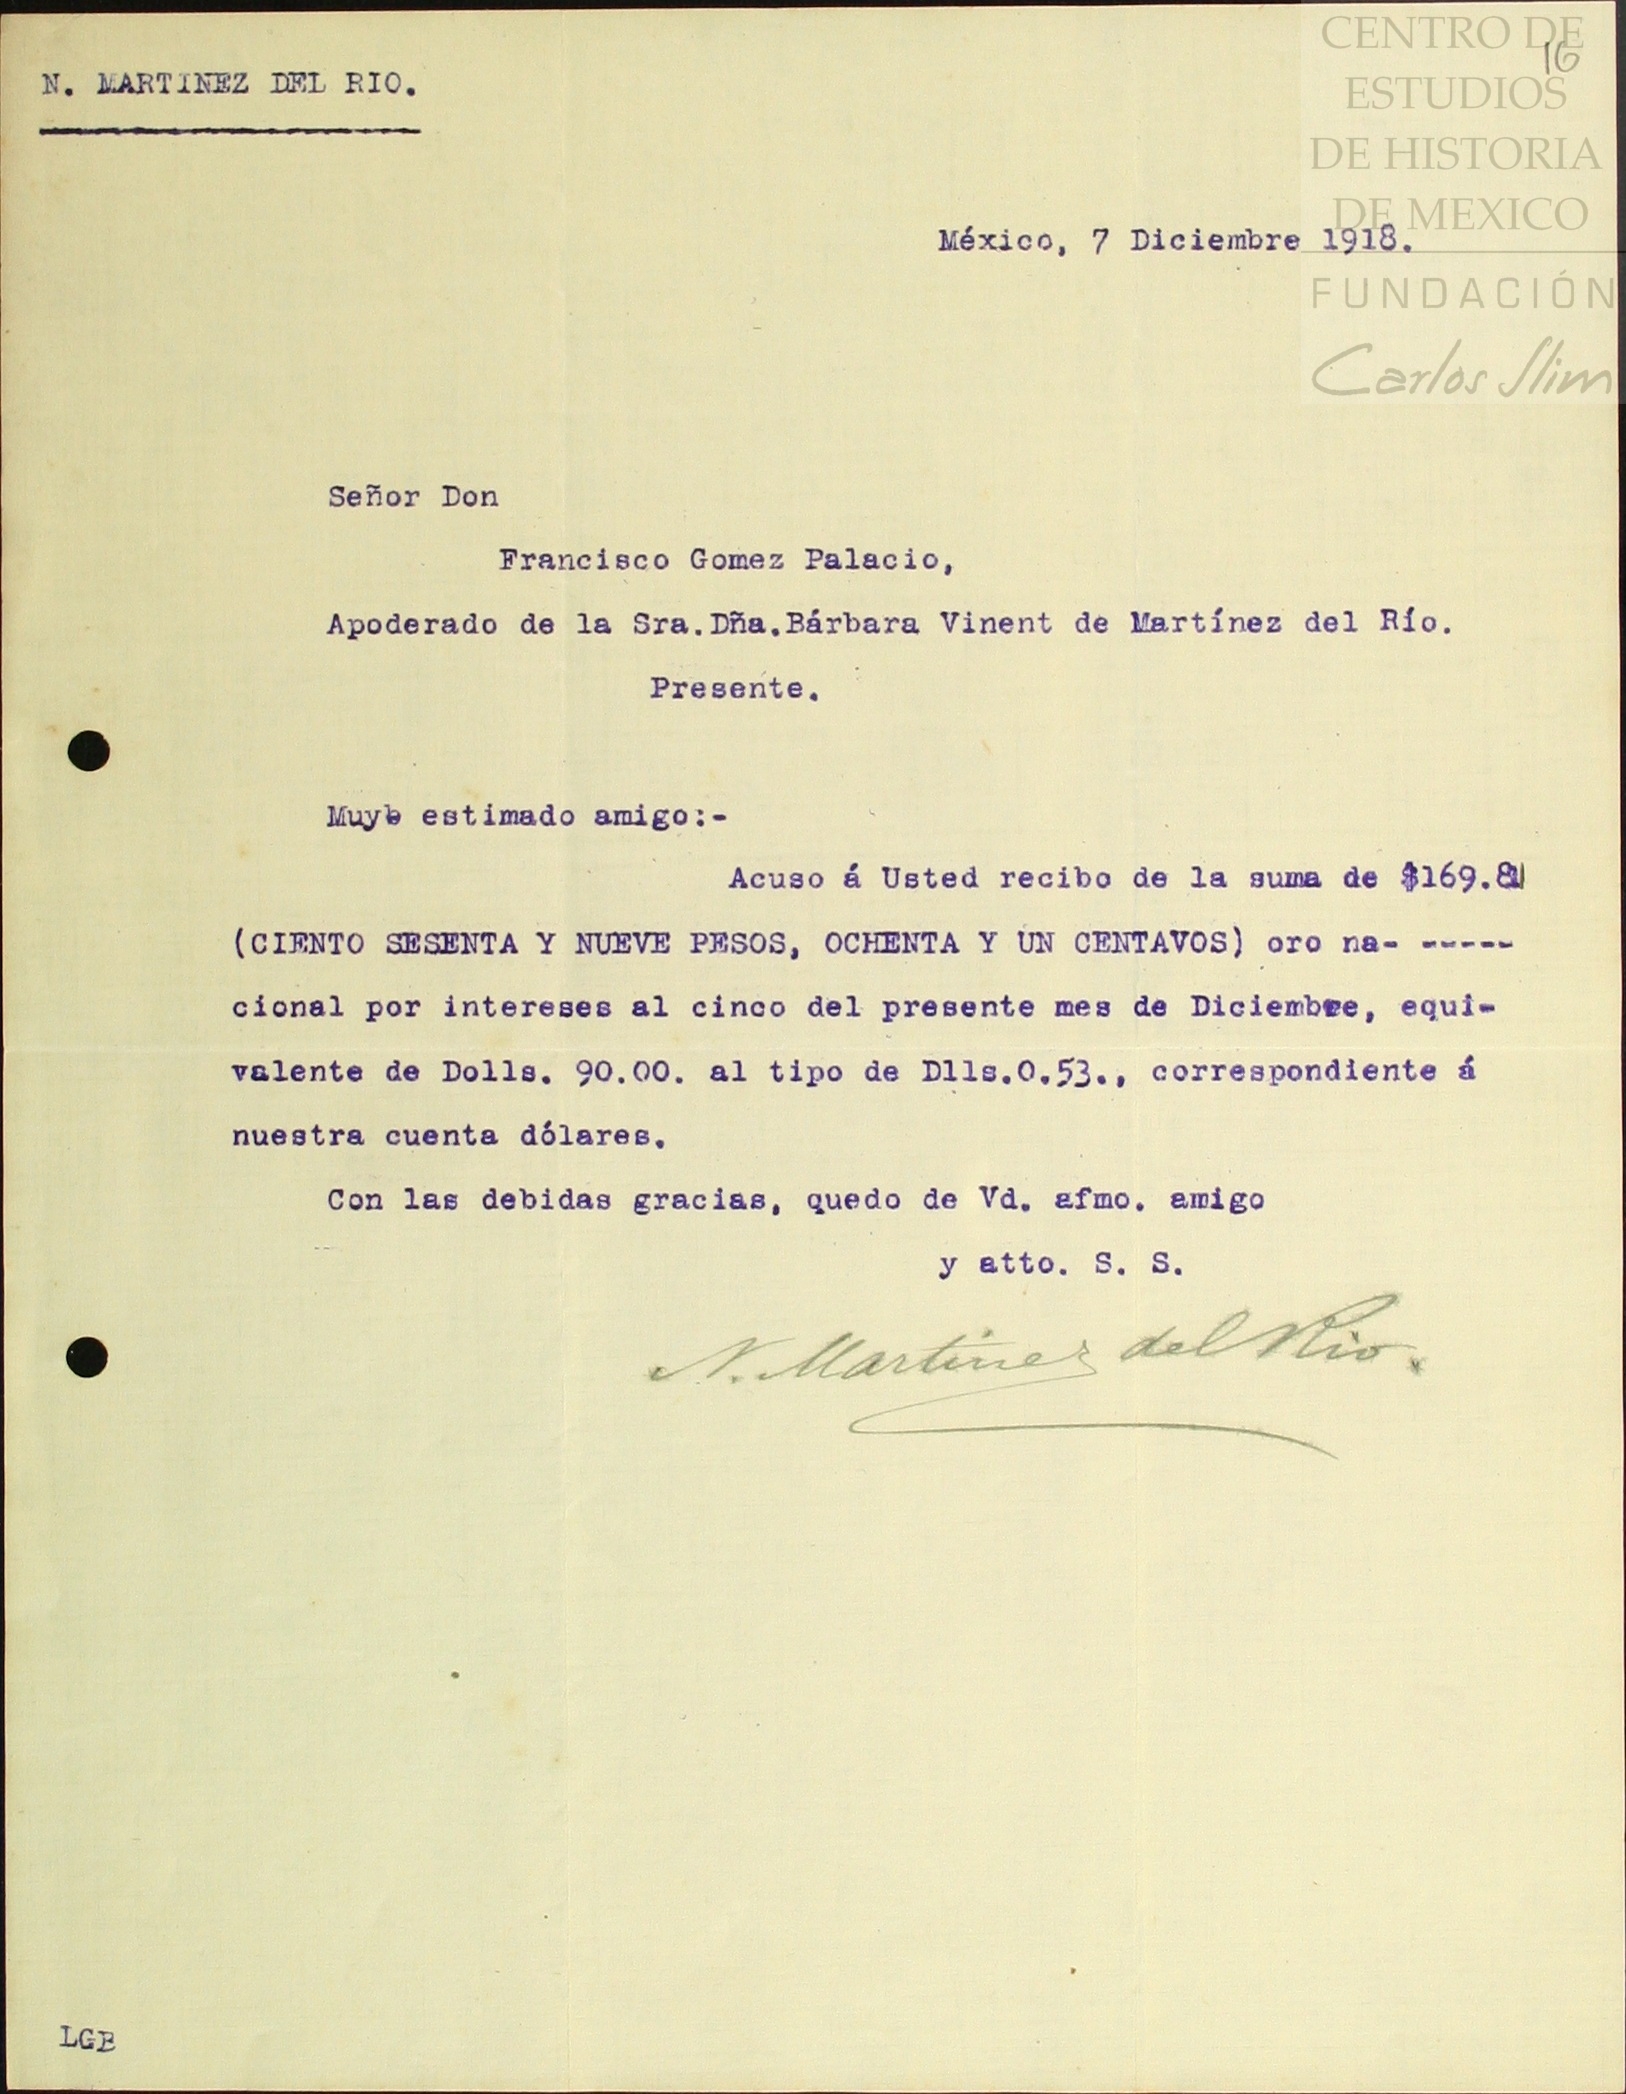 CENTRO DE
ESTUDIOS
DE HISTORIA
DE MEXICO
FUNDACIÓN
Carlos Slim
16
N. MARTINEZ DEL RIO.
México, 7 Diciembre 1918.
Señor Don
Francisco Gomez Palacio,
Apoderado de la Sra.Dña.Bárbara Vinent de Martínez del Río.
Presente.
Muyb estimado amigo:-
Acuso á Usted recibo de la suma de $169.81
(CIENTO SESENTA Y NUEVE PESOS, OCHENTA Y UN CENTAVOS) oro na- -----
cional por intereses al cinco del presente mes de Diciembre, equi-
valente de Dolls. 90.00. al tipo de Dlls.0.53., correspondiente á
nuestra cuenta dólares.
Con las debidas gracias, quedo de Vd. afmo. amigo
y atto. S. S.
N. Martinez del Rio.
LGB